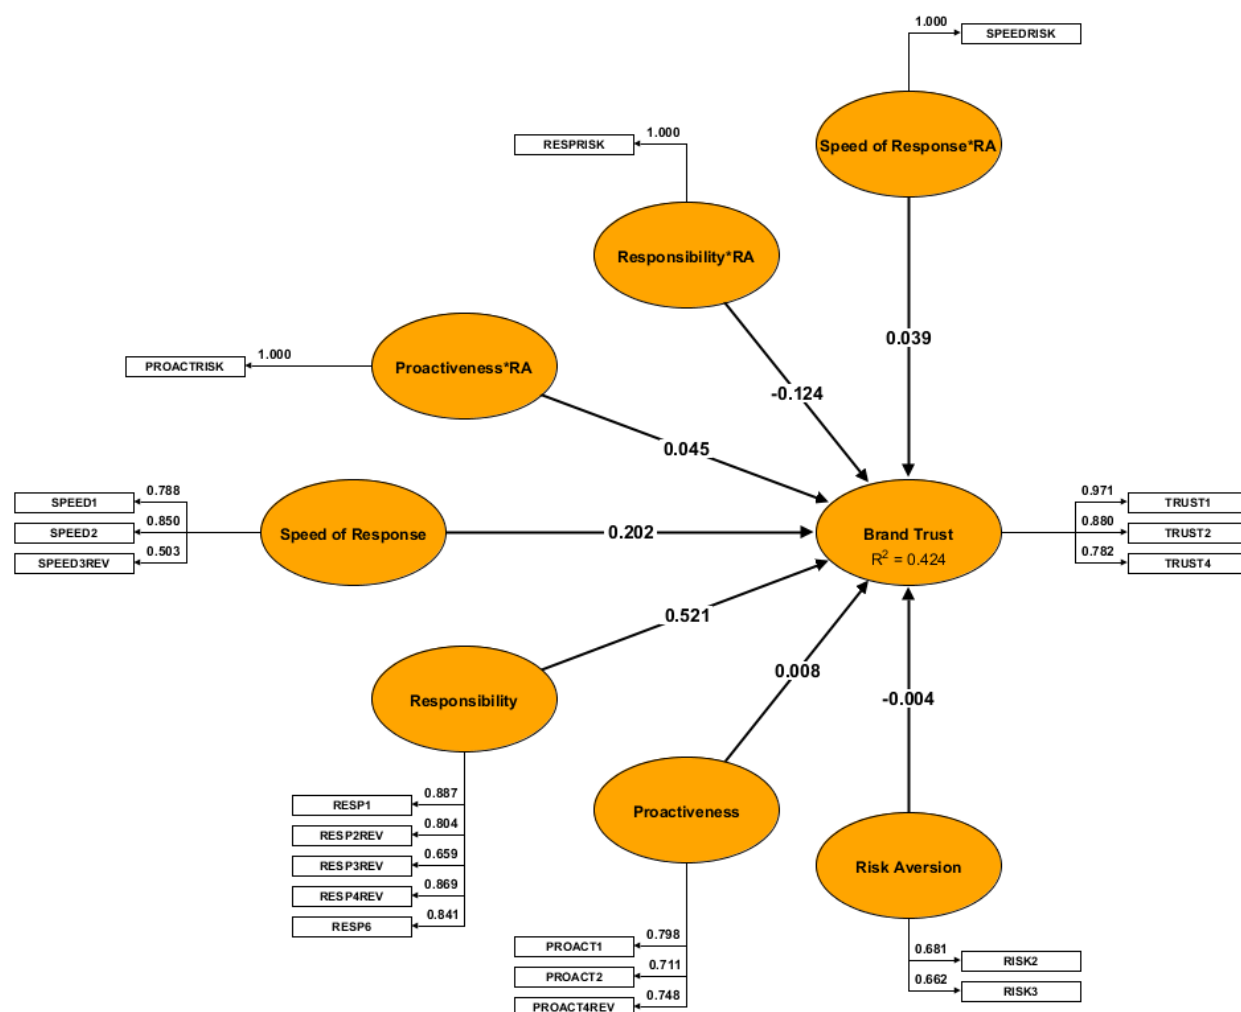 1.000
SPEEDRISK
Speed of Response*RA
1.000
RESPRISK
Responsibility*RA
0.039
1.000
PROACTRISK
Proactiveness*RA
-0.124
0.045
0.788
SPEED1
0.850
SPEED2
0.503
SPEED3REV
Speed of Response
0.202
Brand Trust
R² = 0.424
0.971
TRUST1
0.880
TRUST2
0.782
TRUST4
0.521
Responsibility
0.008
-0.004
0.887
RESP1
0.804
RESP2REV
0.659
RESP3REV
0.869
RESP4REV
0.841
RESP6
Proactiveness
0.798
PROACT1
0.711
PROACT2
0.748
PROACT4REV
Risk Aversion
0.681
RISK2
0.662
RISK3